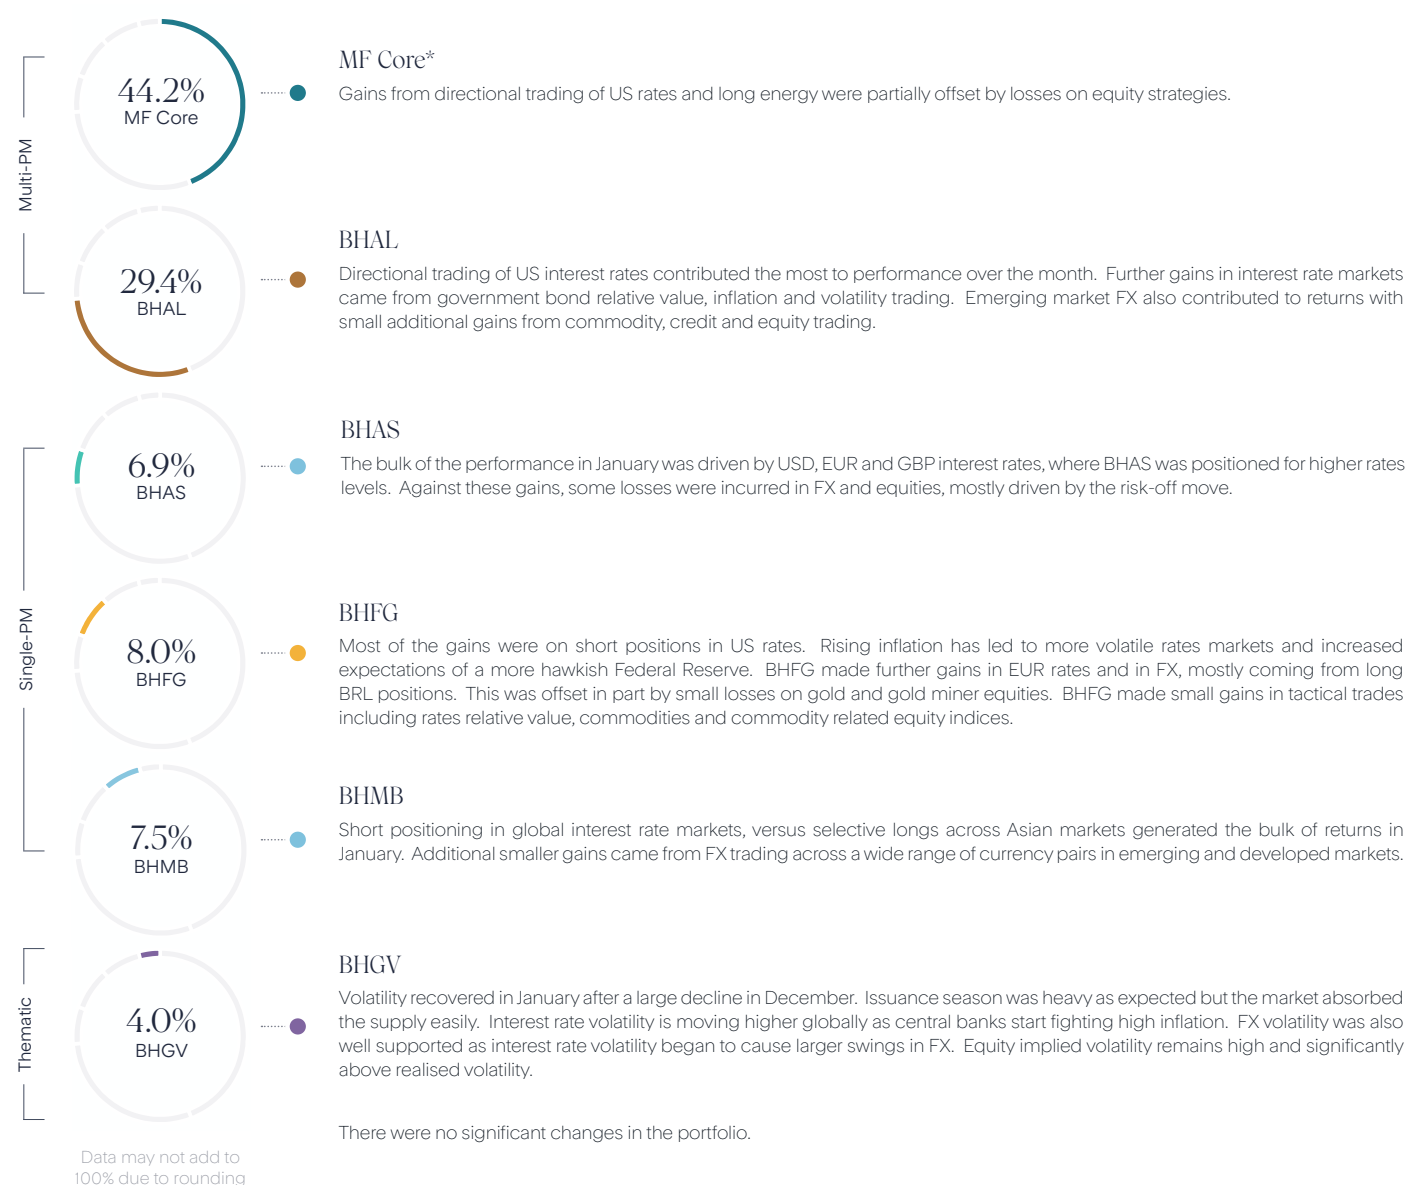 Multi-PM
44.2%
MF Core
MF Core*
Gains from directional trading of US rates and long energy were partially offset by losses on equity strategies.
29.4%
BHAL
BHAL
Directional trading of US interest rates contributed the most to performance over the month. Further gains in interest rate markets
came from government bond relative value, inflation and volatility trading. Emerging market FX also contributed to returns with
small additional gains from commodity, credit and equity trading.
Single-PM
6.9%
BHAS
BHAS
The bulk of the performance in January was driven by USD, EUR and GBP interest rates, where BHAS was positioned for higher rates
levels. Against these gains, some losses were incurred in FX and equities, mostly driven by the risk-off move.
8.0%
BHFG
BHFG
Most of the gains were on short positions in US rates. Rising inflation has led to more volatile rates markets and increased
expectations of a more hawkish Federal Reserve. BHFG made further gains in EUR rates and in FX, mostly coming from long
BRL positions. This was offset in part by small losses on gold and gold miner equities. BHFG made small gains in tactical trades
including rates relative value, commodities and commodity related equity indices.
7.5%
BHMB
BHMB
Short positioning in global interest rate markets, versus selective longs across Asian markets generated the bulk of returns in
January. Additional smaller gains came from FX trading across a wide range of currency pairs in emerging and developed markets.
Thematic
4.0%
BHGV
BHGV
Volatility recovered in January after a large decline in December. Issuance season was heavy as expected but the market absorbed
the supply easily. Interest rate volatility is moving higher globally as central banks start fighting high inflation. FX volatility was also
well supported as interest rate volatility began to cause larger swings in FX. Equity implied volatility remains high and significantly
above realised volatility.
There were no significant changes in the portfolio.
Data may not add to
100% due to rounding